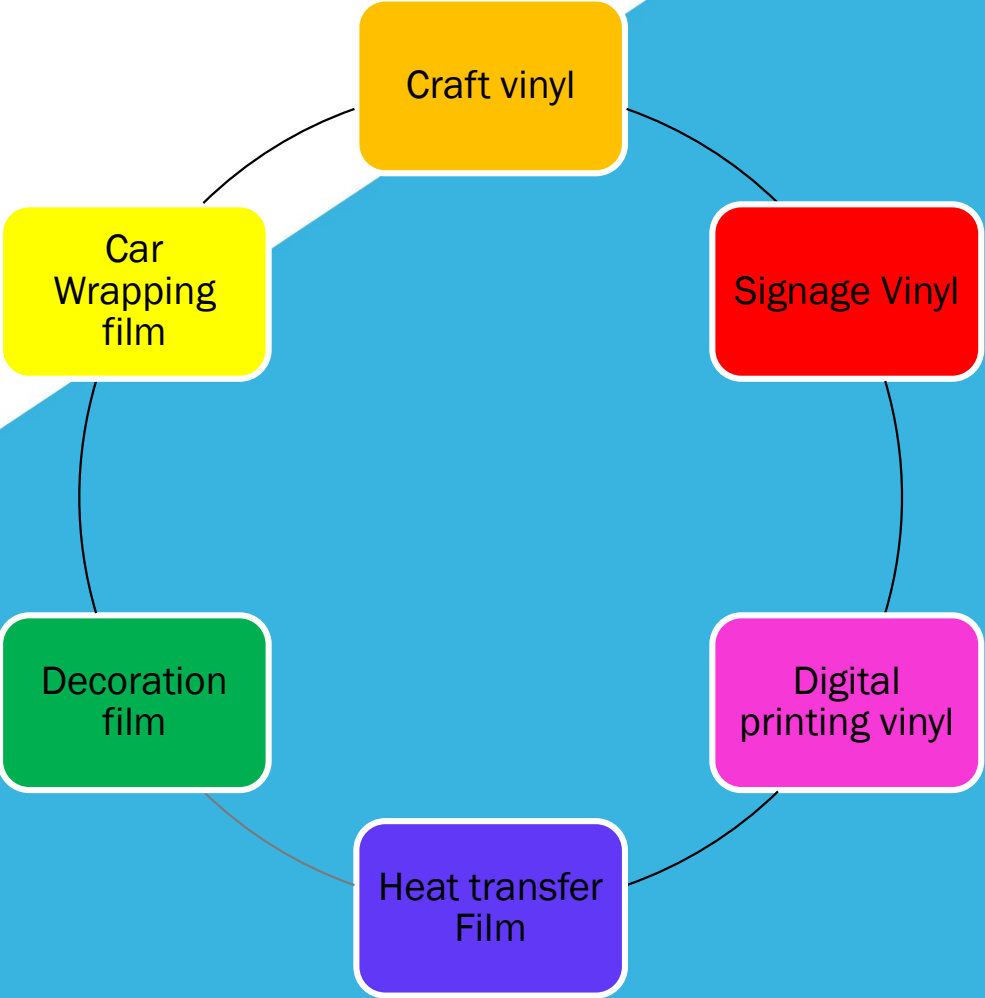 Craft vinyl
Signage Vinyl
Digital
printing vinyl
Heat transfer
Film
Decoration
film
Car
Wrapping
film